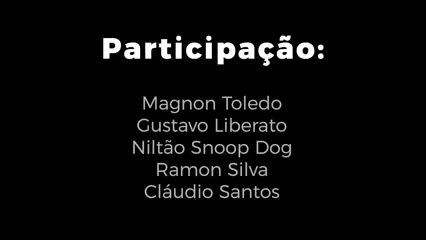 Participação:
Magnon Toledo
Gustavo Liberato
Niltão Snoop Dog
Ramon Silva
Cláudio Santos